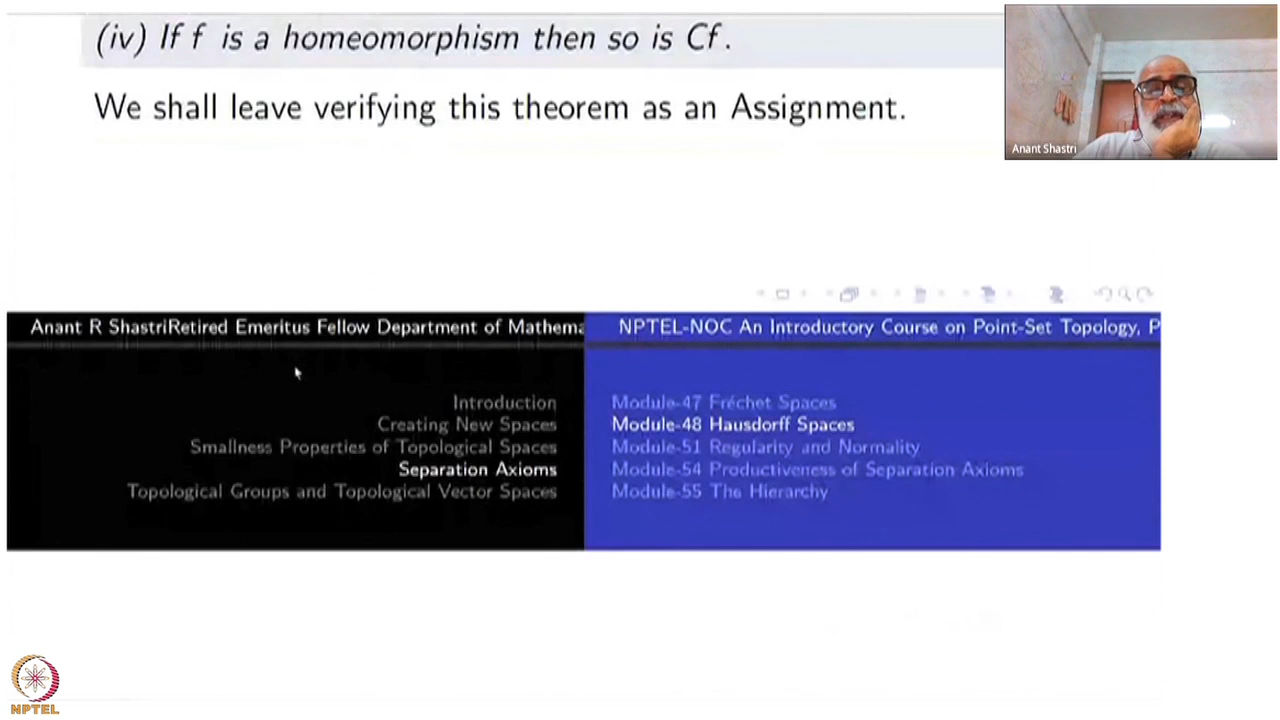 (iv) If f is a homeomorphism then so is Cf.
We shall leave verifying this theorem as an Assignment.
Anant Shastri
Anant R ShastriRetired Emeritus Fellow Department of Mathema
NPTEL-NOC An Introductory Course on Point-Set Topology, P
Introduction
Creating New Spaces
Smallness Properties of Topological Spaces
Separation Axioms
Topological Groups and Topological Vector Spaces
Module-47 Fréchet Spaces
Module-48 Hausdorff Spaces
Module-51 Regularity and Normality
Module-54 Productiveness of Separation Axioms
Module-55 The Hierarchy
NPTEL